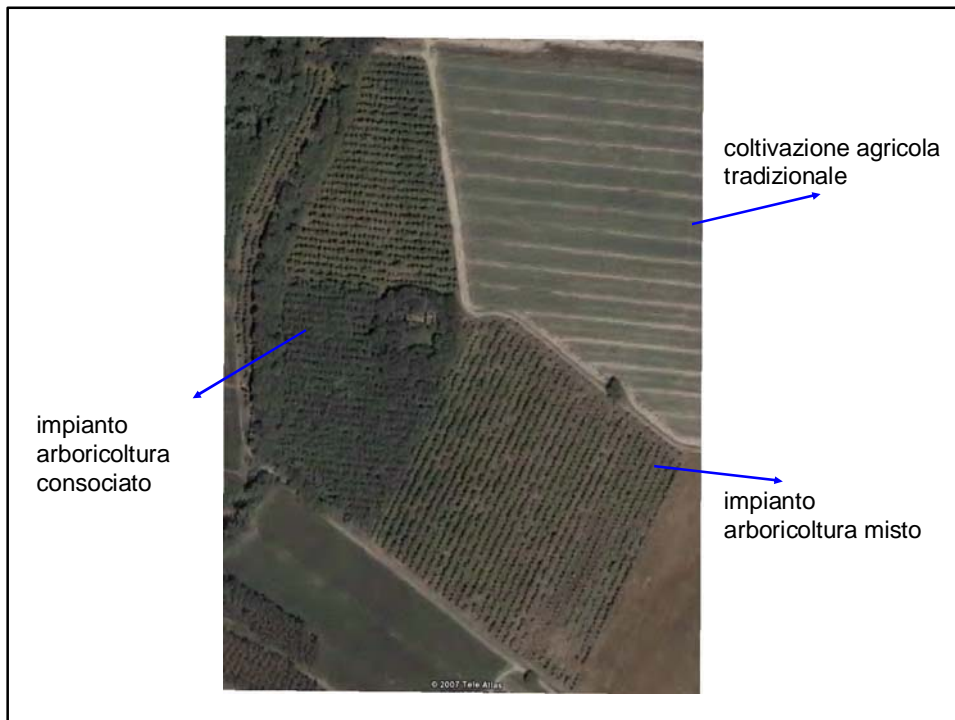 coltivazione agricola
tradizionale
impianto
arboricoltura
consociato
impianto
arboricoltura misto
© 2007 Tele Atlas